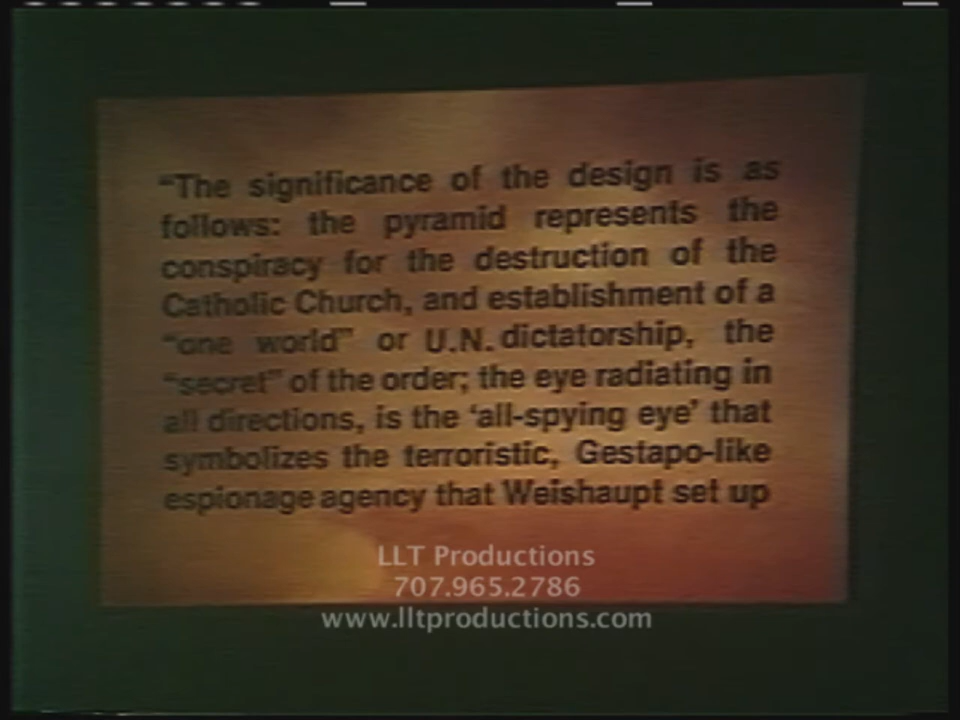 "The significance of the design is as
follows: the pyramid represents the
conspiracy for the destruction of the
Catholic Church, and establishment of a
"one world" or U.N. dictatorship, the
"secret" of the order; the eye radiating in
all directions, is the 'all-spying eye' that
symbolizes the terroristic, Gestapo-like
espionage agency that Weishaupt set up
LLT Productions
707.965.2786
www.lltproductions.com